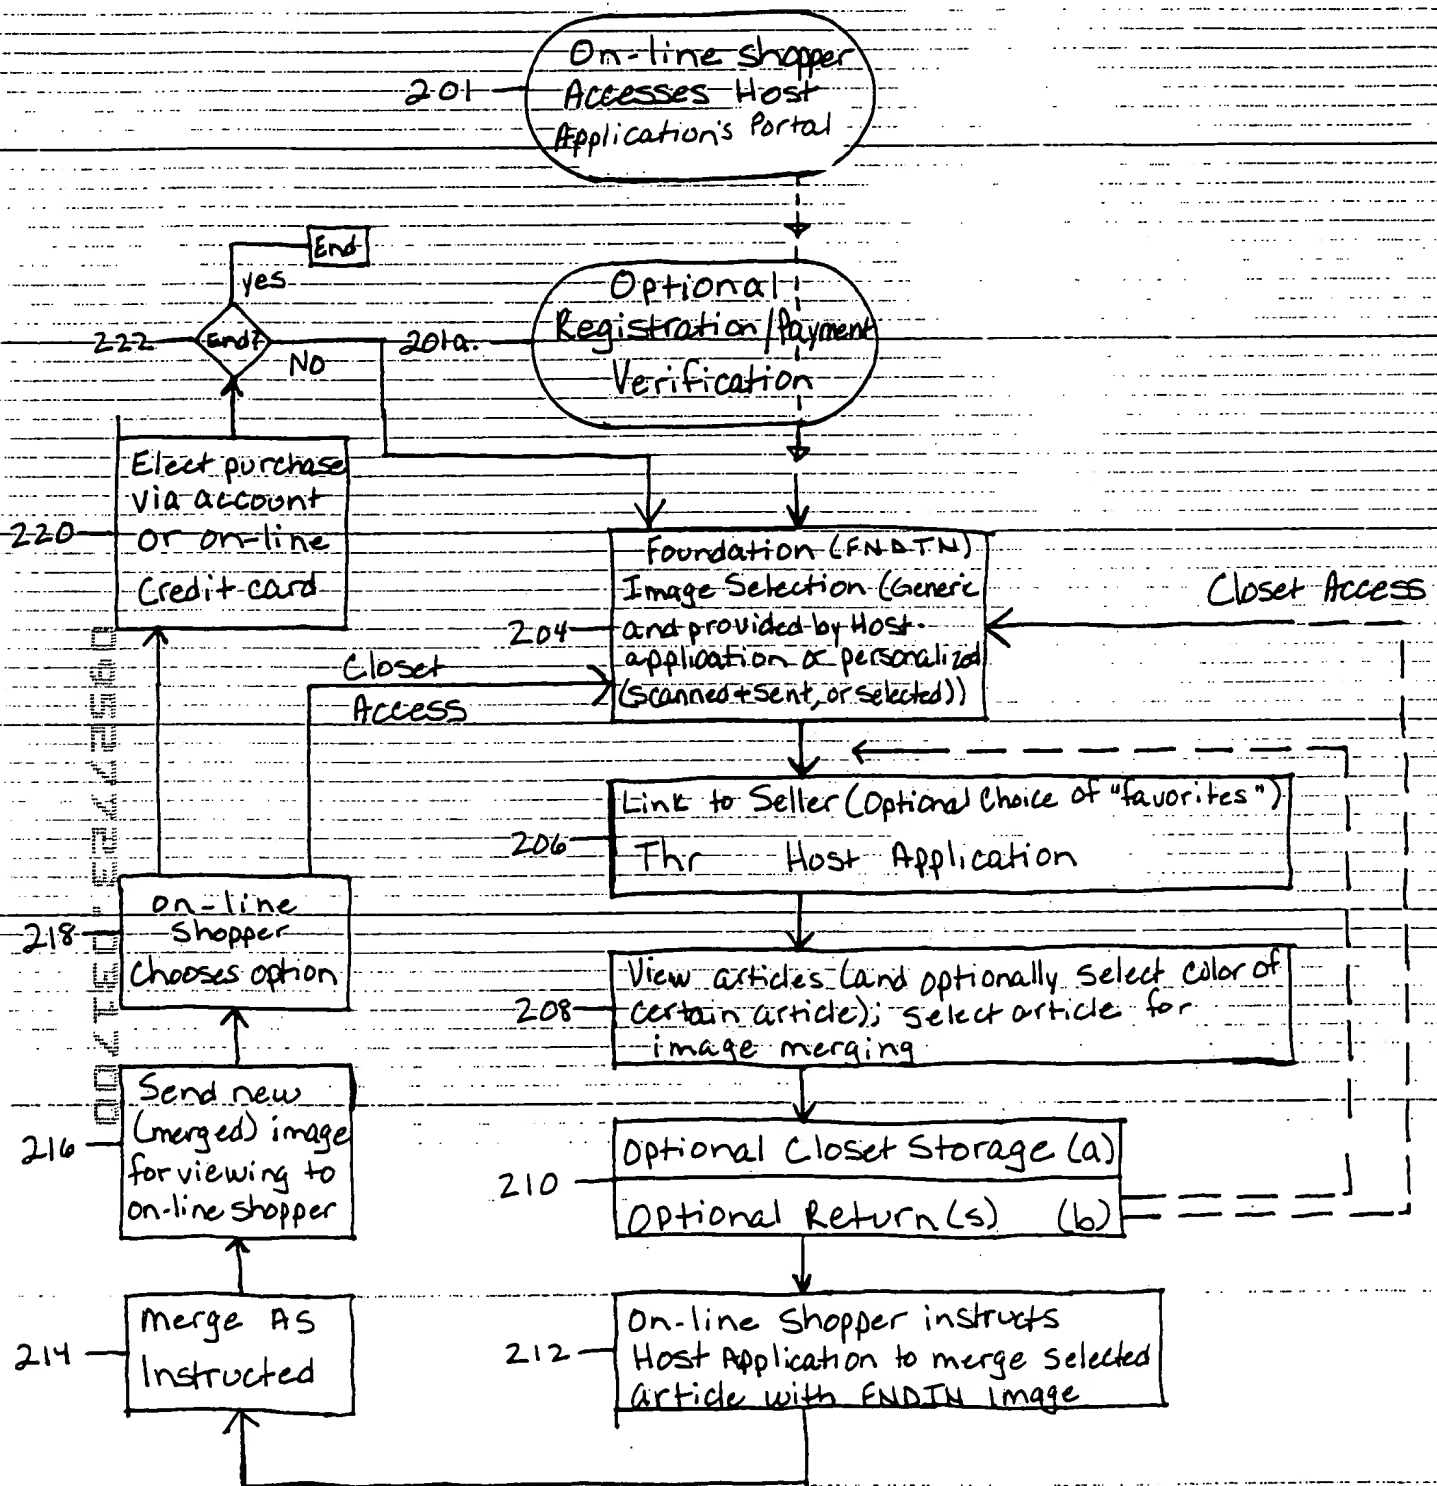 On-line shopper
Accesses Host
Application's Portal
201
End
yes
Optional
Registration/Payment
Verification
222
End?
No
201a.
Elect purchase
via account
or on-line
Credit card
220
Foundation (FNDTN)
Image Selection (Generic
and provided by Host
application or personalized
(scanned + sent, or selected))
204
Closet Access
Closet
Access
Link to Seller (Optional Choice of "favorites")
Thr Host Application
206
on-line
Shopper
Chooses option
218
View articles (and optionally select color of
certain article); select article for
image merging
208
Send new
(merged) image
for viewing to
on-line shopper
216
Optional Closet Storage (a)
Optional Return(s) (b)
210
Merge As
Instructed
214
On-line Shopper instructs
Host Application to merge selected
article with FNDTN Image
212